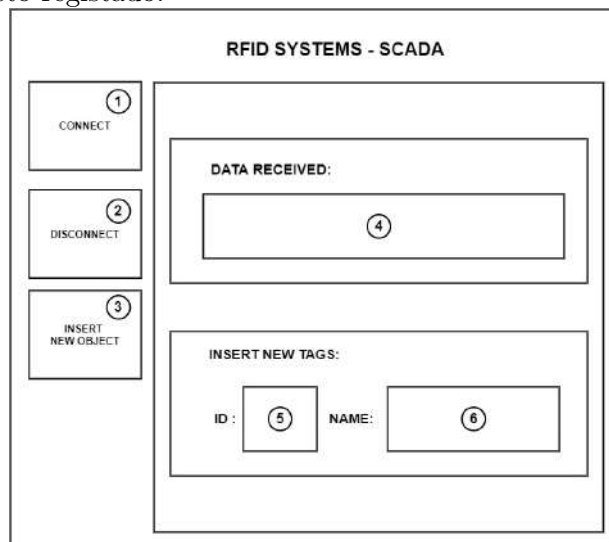 RFID SYSTEMS - SCADA
1
CONNECT
2
DISCONNECT
3
INSERT
NEW OBJECT
DATA RECEIVED:
4
INSERT NEW TAGS:
ID :
5
NAME:
6